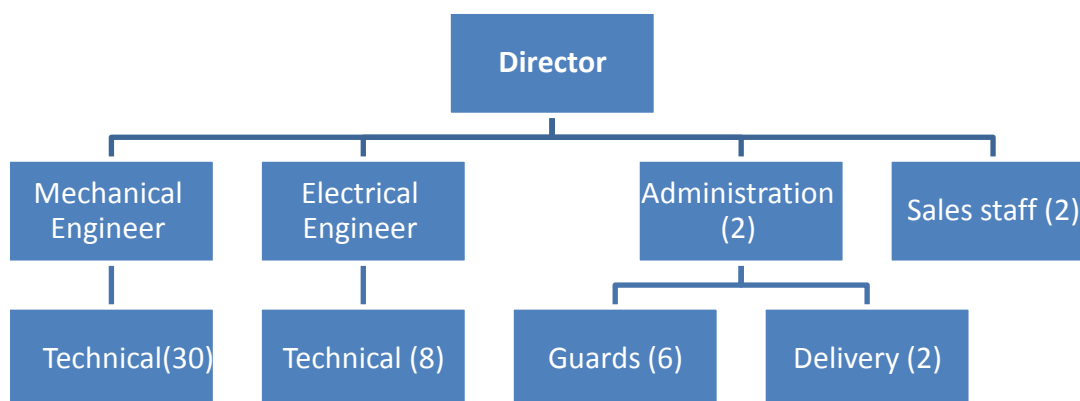 Director
Mechanical
Engineer
Electrical
Engineer
Administration
(2)
Sales staff (2)
Technical(30)
Technical (8)
Guards (6)
Delivery (2)